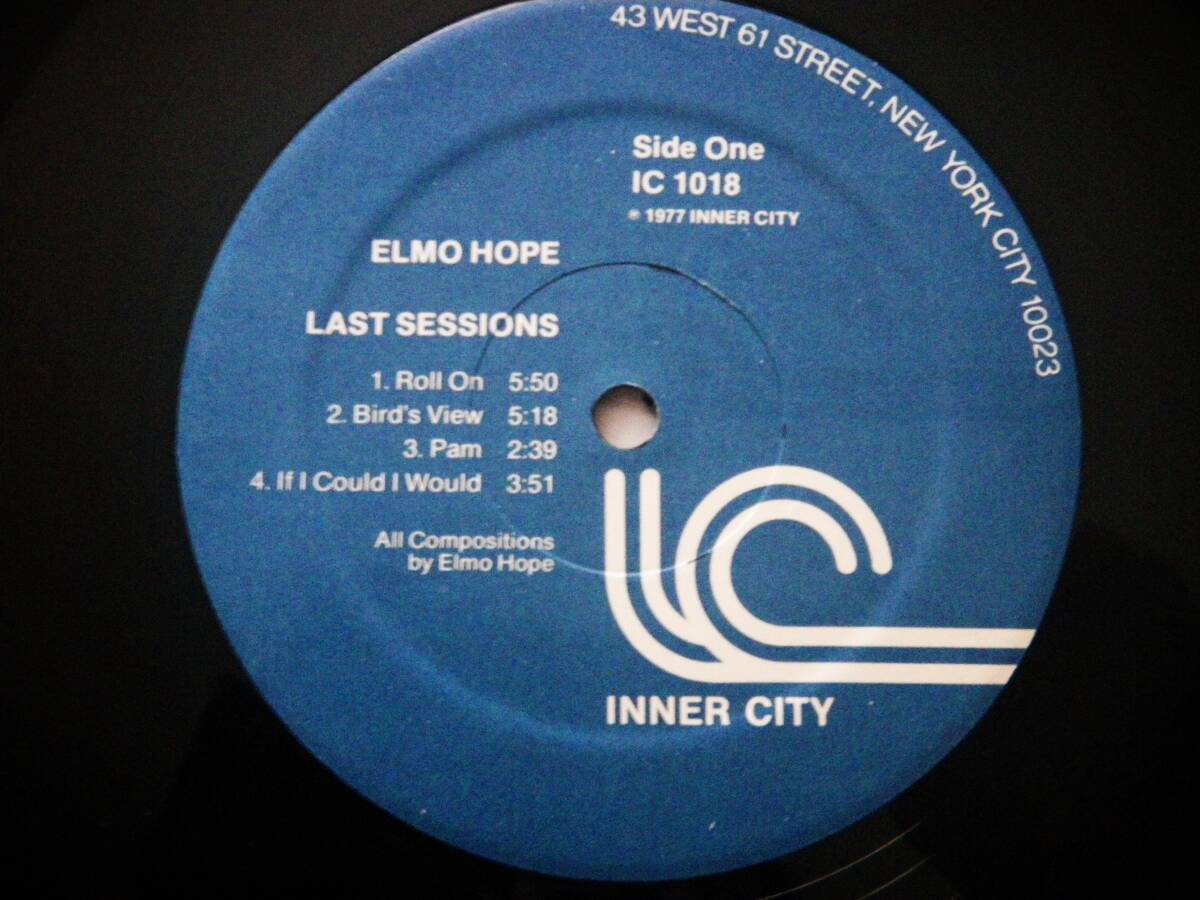 43 WEST 61 STREET, NEW YORK CITY 10023
Side One
IC 1018
℗ 1977 INNER CITY
ELMO HOPE
LAST SESSIONS
1. Roll On 5:50
2. Bird's View 5:18
3. Pam 2:39
4. If I Could I Would 3:51
All Compositions
by Elmo Hope
IC
INNER CITY